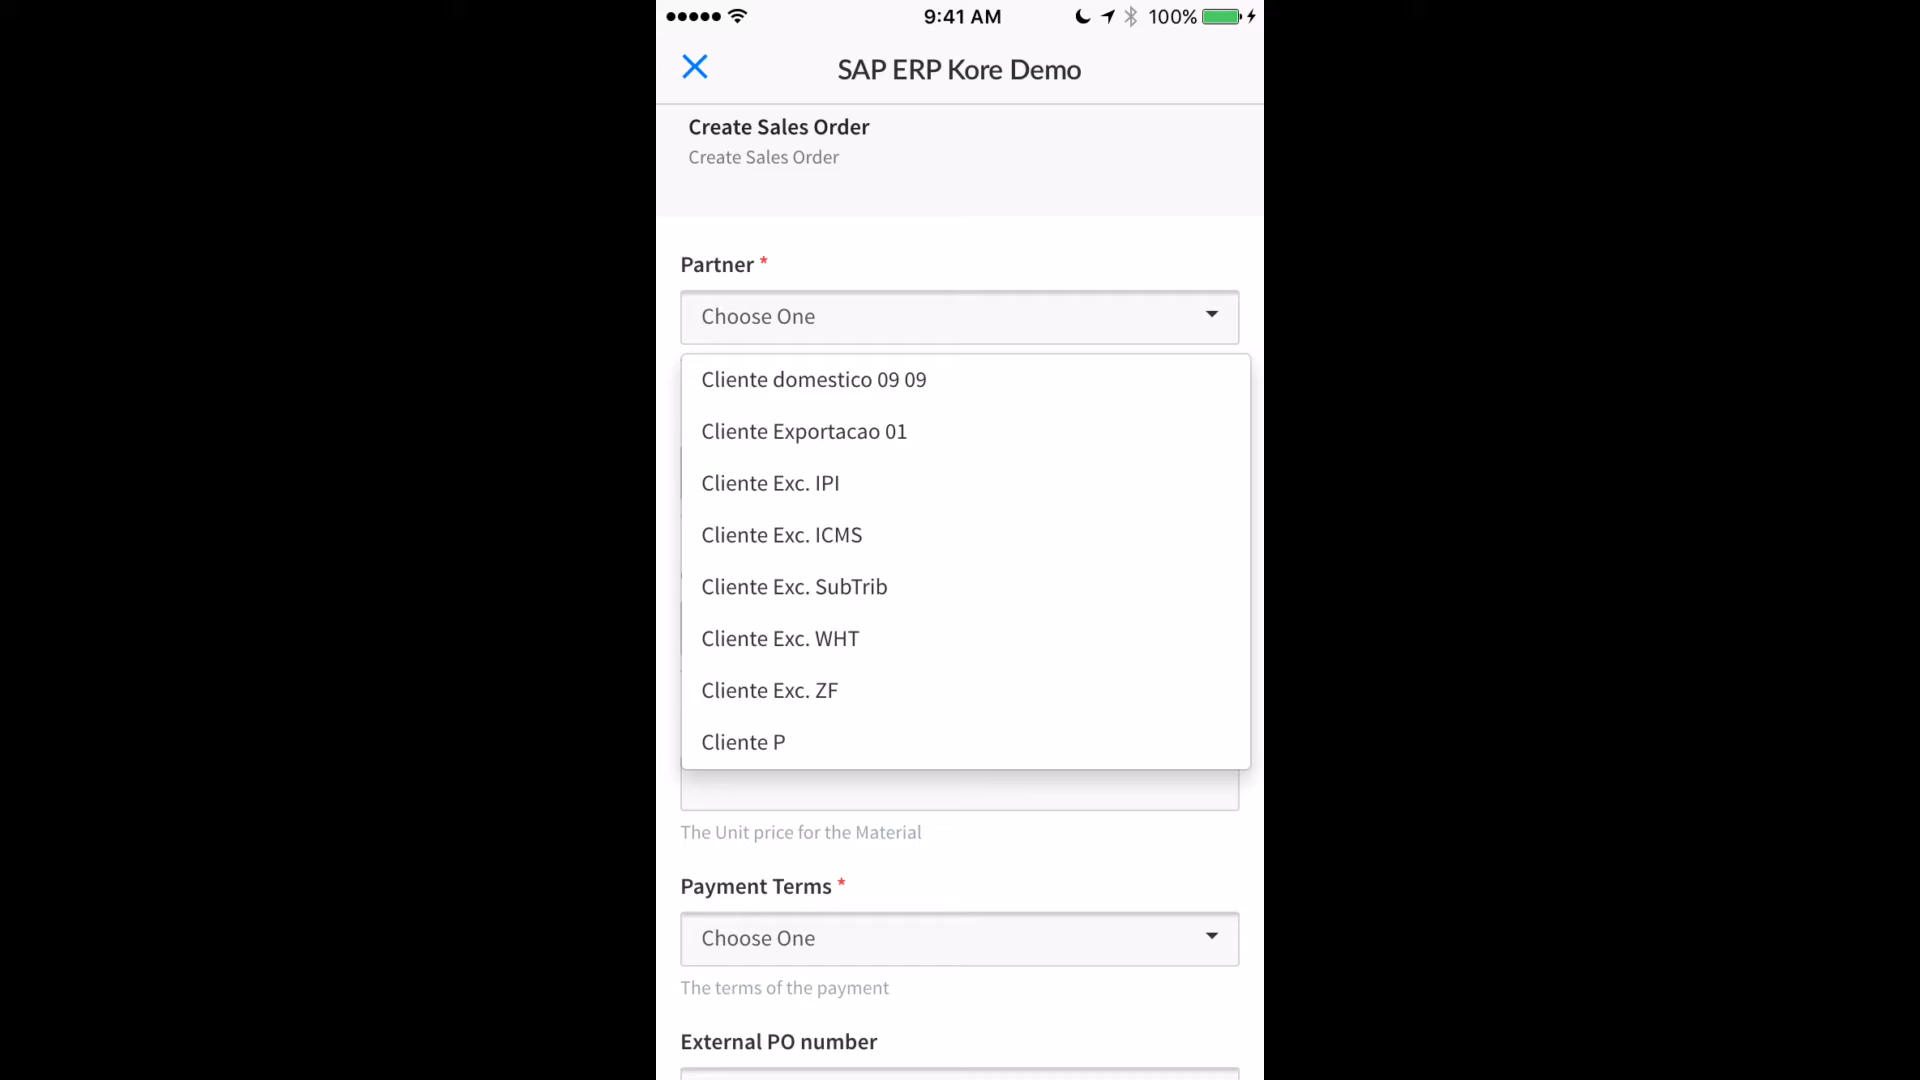 9:41 AM
100%
SAP ERP Kore Demo
Create Sales Order
Create Sales Order
Partner *
Choose One
Cliente domestico 09 09
Cliente Exportacao 01
Cliente Exc. IPI
Cliente Exc. ICMS
Cliente Exc. SubTrib
Cliente Exc. WHT
Cliente Exc. ZF
Cliente P
The Unit price for the Material
Payment Terms *
Choose One
The terms of the payment
External PO number